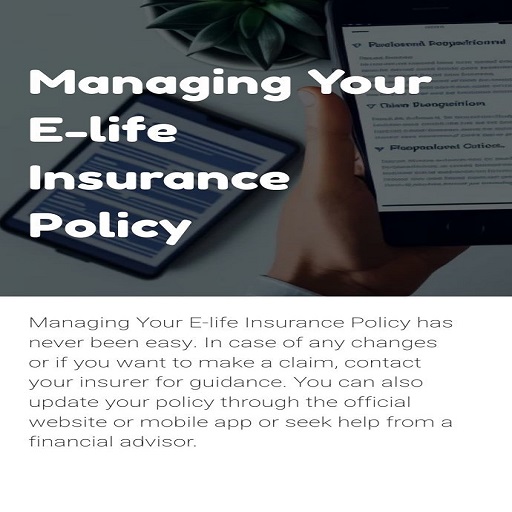 Managing Your
E-life
Insurance
Policy
Managing Your E-life Insurance Policy has
never been easy. In case of any changes
or if you want to make a claim, contact
your insurer for guidance. You can also
update your policy through the official
website or mobile app or seek help from a
financial advisor.